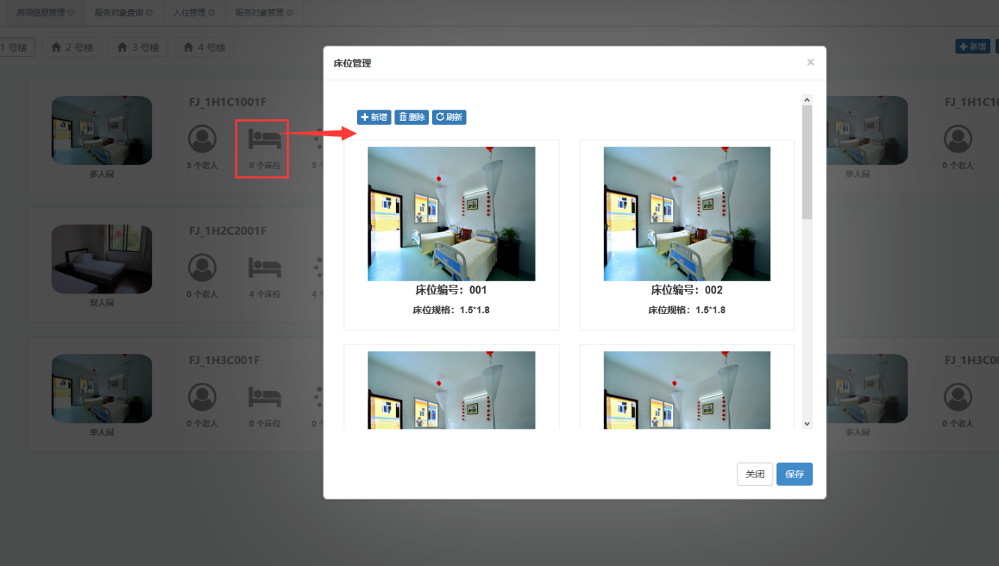 房间信息管理
服务对象查询
入住管理
服务对象管理
1 号楼
2 号楼
3 号楼
4 号楼
新增
FJ_1H1C1001F
3 个老人
8 个床位
5 个
多人间
FJ_1H2C2001F
0 个老人
4 个床位
4 个
双人间
FJ_1H3C001F
0 个老人
0 个床位
0 个
单人间
床位管理
×
新增
删除
刷新
床位编号：001
床位规格：1.5*1.8
床位编号：002
床位规格：1.5*1.8
关闭
保存
FJ_1H1C10
0 个老人
单人间
FJ_1H3C00
0 个老人
多人间